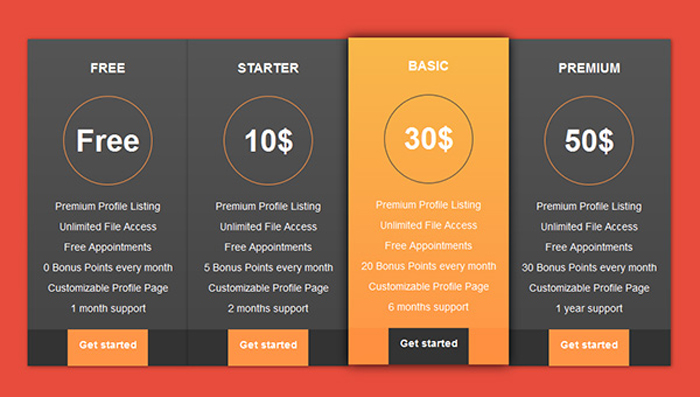 FREE
Free
Premium Profile Listing
Unlimited File Access
Free Appointments
0 Bonus Points every month
Customizable Profile Page
1 month support
Get started
STARTER
10$
Premium Profile Listing
Unlimited File Access
Free Appointments
5 Bonus Points every month
Customizable Profile Page
2 months support
Get started
BASIC
30$
Premium Profile Listing
Unlimited File Access
Free Appointments
20 Bonus Points every month
Customizable Profile Page
6 months support
Get started
PREMIUM
50$
Premium Profile Listing
Unlimited File Access
Free Appointments
30 Bonus Points every month
Customizable Profile Page
1 year support
Get started